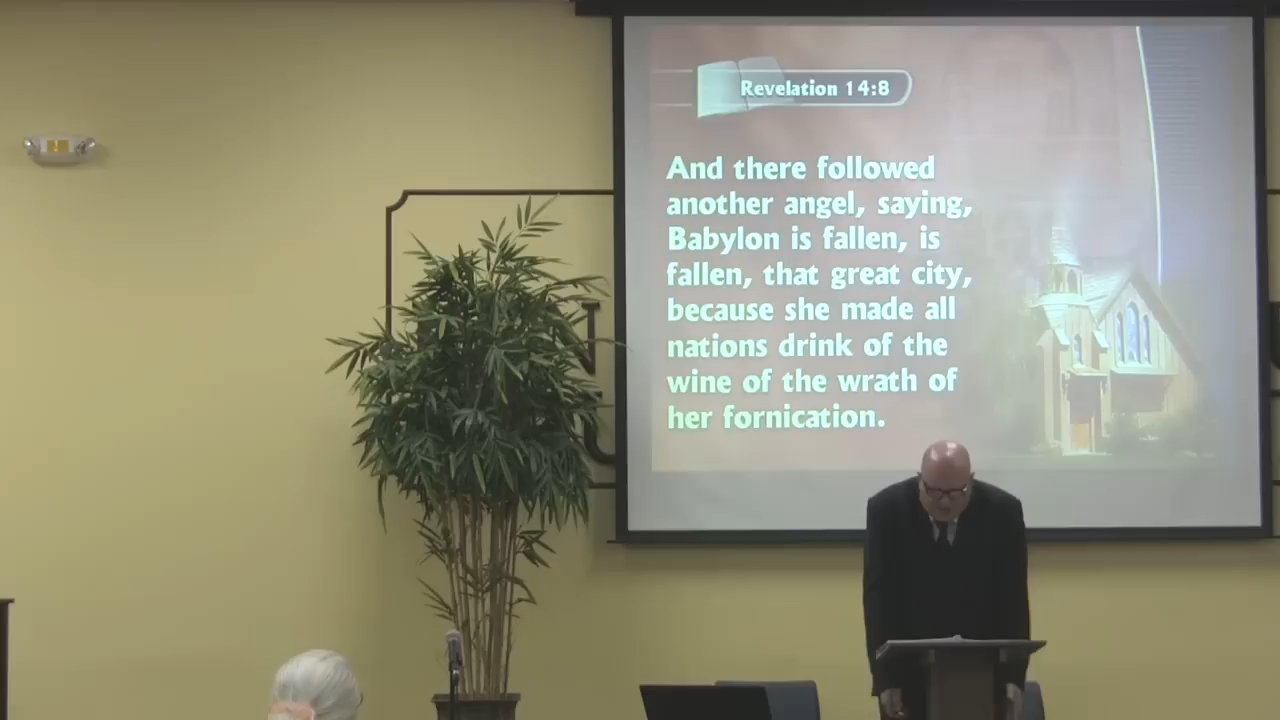 Revelation 14:8
And there followed
another angel, saying,
Babylon is fallen, is
fallen, that great city,
because she made all
nations drink of the
wine of the wrath of
her fornication.